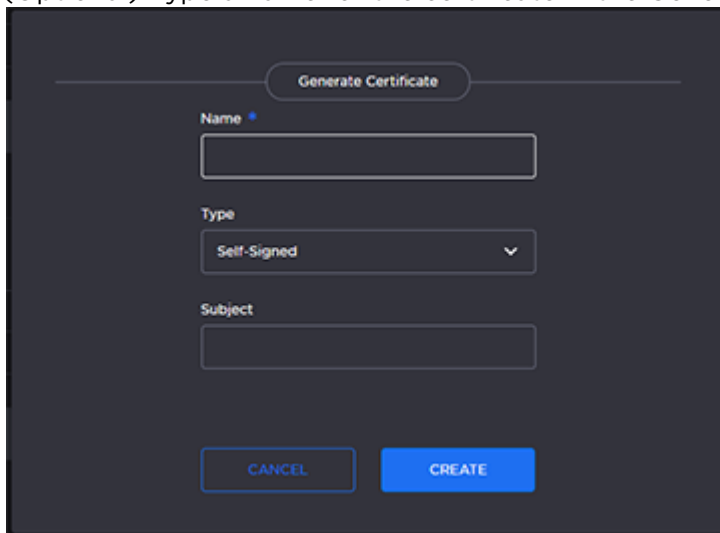 Generate Certificate
Name
Type
Self-Signed
Subject
CANCEL CREATE